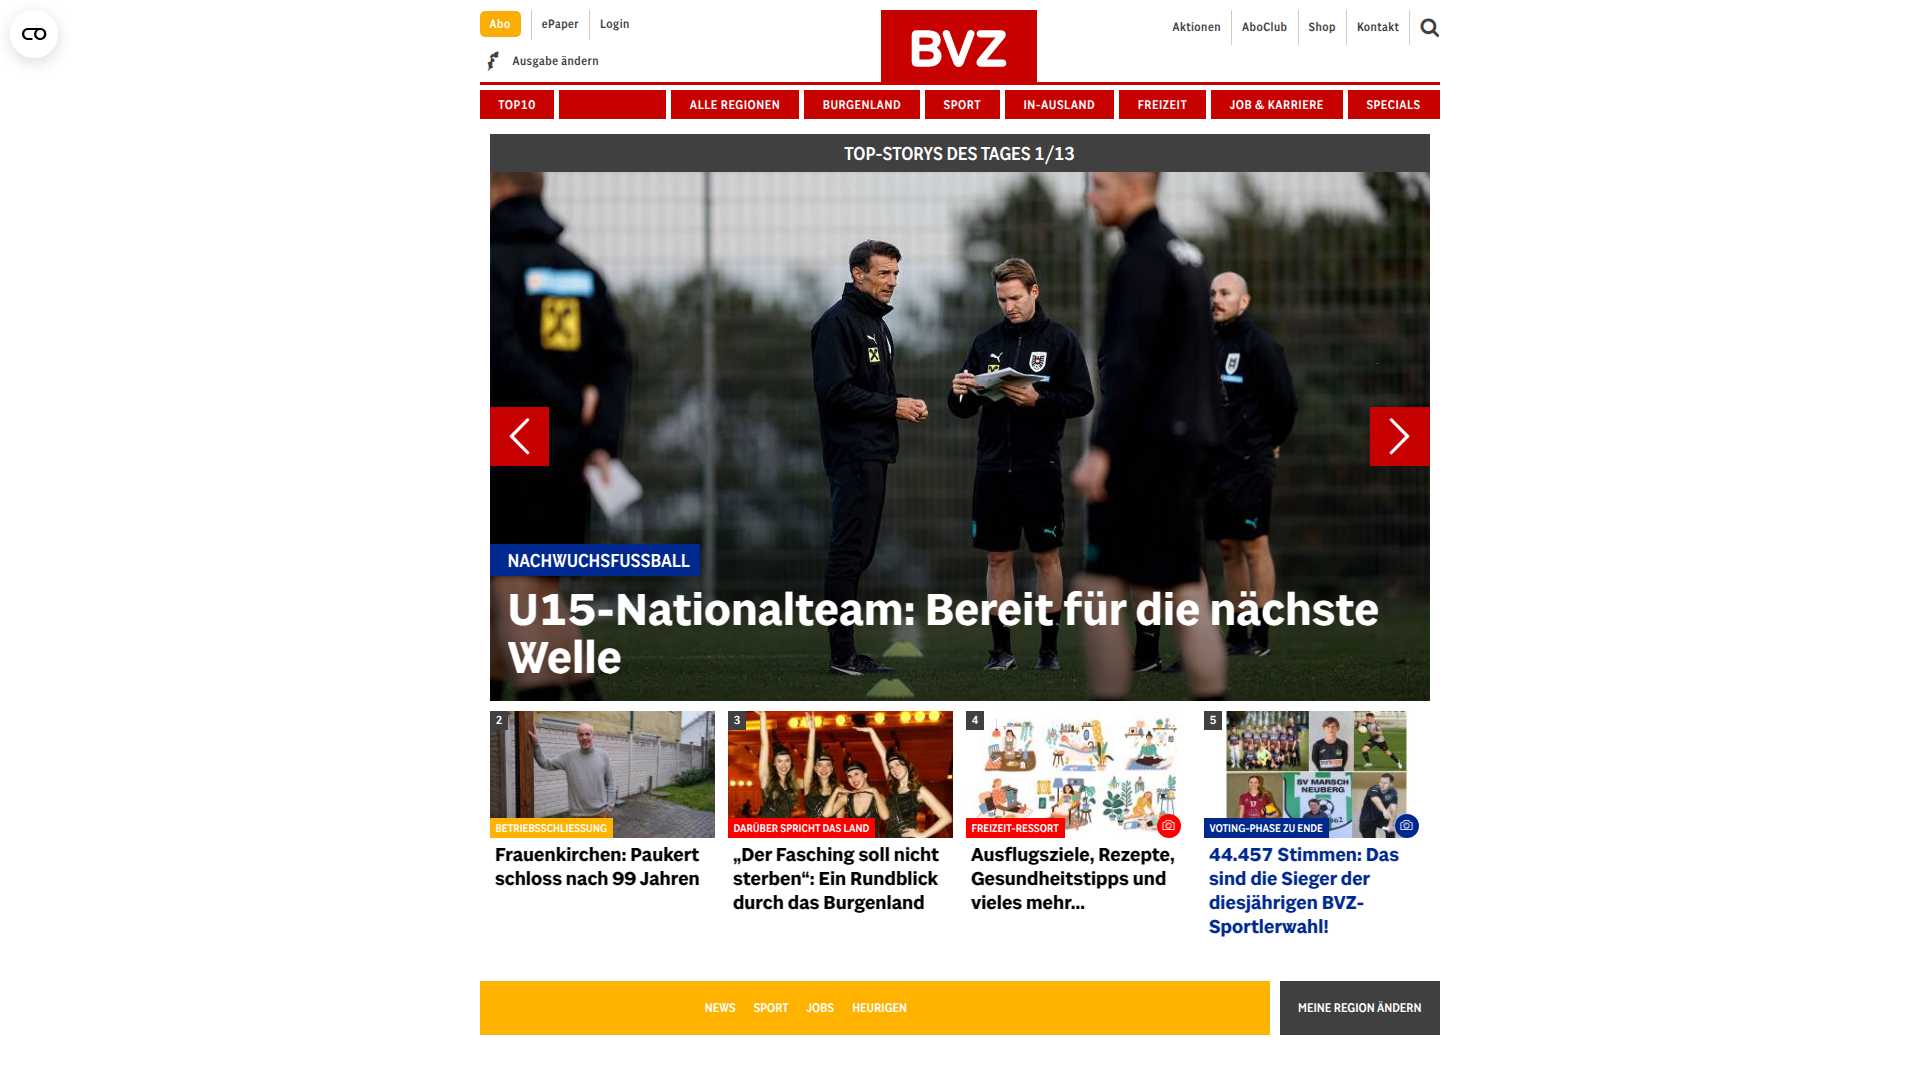 Abo
ePaper
Login
Ausgabe ändern
BVZ
Aktionen
AboClub
Shop
Kontakt
TOP10
ALLE REGIONEN
BURGENLAND
SPORT
IN-AUSLAND
FREIZEIT
JOB & KARRIERE
SPECIALS
TOP-STORYS DES TAGES 1/13
NACHWUCHSFUSSBALL
U15-Nationalteam: Bereit für die nächste
Welle
2
BETRIEBSSCHLIESSUNG
Frauenkirchen: Paukert
schloss nach 99 Jahren
3
DARÜBER SPRICHT DAS LAND
„Der Fasching soll nicht
sterben“: Ein Rundblick
durch das Burgenland
4
FREIZEIT-RESSORT
Ausflugsziele, Rezepte,
Gesundheitstipps und
vieles mehr...
5
SV MARSCH
NEUBERG
VOTING-PHASE ZU ENDE
44.457 Stimmen: Das
sind die Sieger der
diesjährigen BVZ-
Sportlerwahl!
NEWS
SPORT
JOBS
HEURIGEN
MEINE REGION ÄNDERN